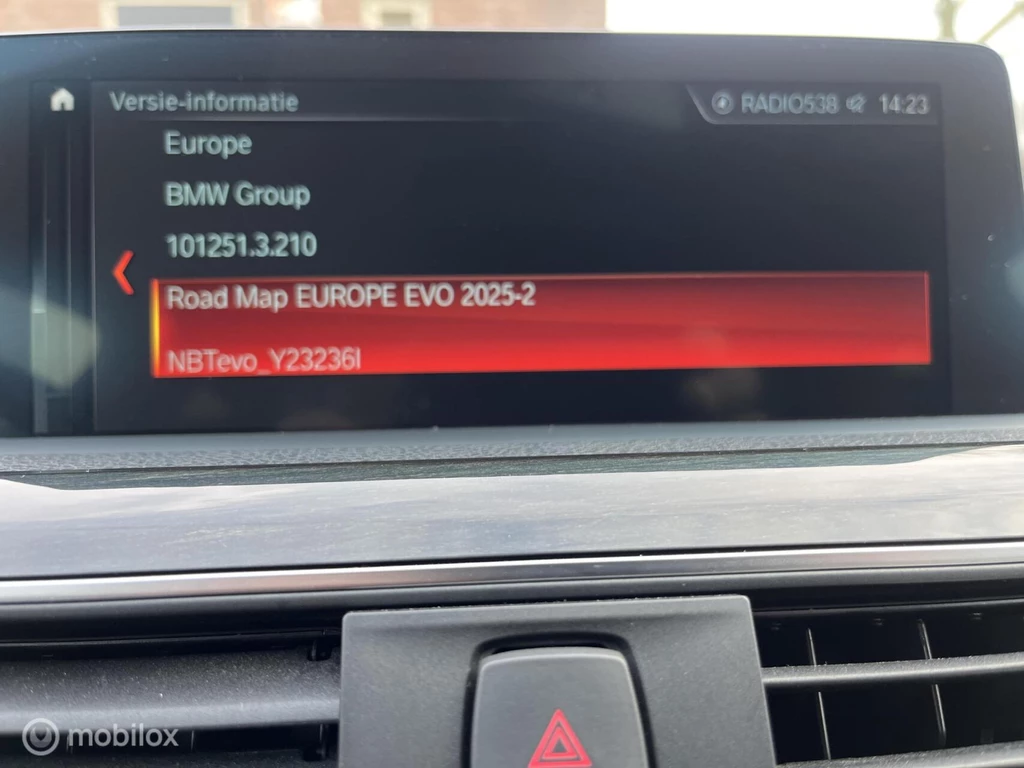 Versie-informatie
RADIO538 14:23
Europe
BMW Group
101251.3.210
Road Map EUROPE EVO 2025-2
NBTevo_Y23236I
mobilox